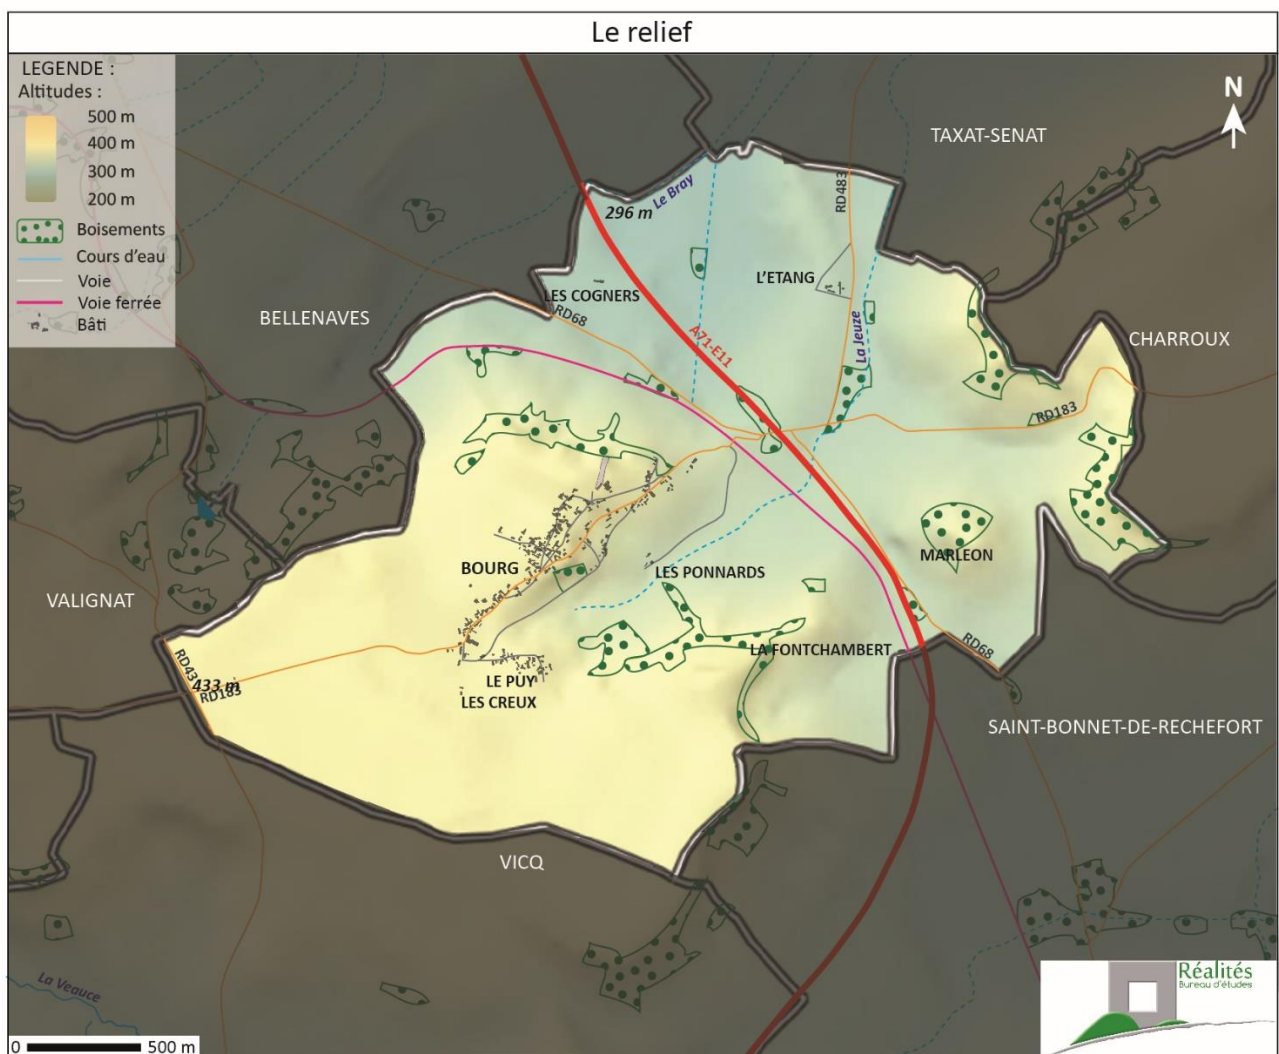 Le relief
LEGENDE :
Altitudes :
500 m
400 m
300 m
200 m
Boisements
Cours d'eau
Voie
Voie ferrée
Bâti
N
TAXAT-SENAT
RD483
Le Bray
296 m
L'ETANG
LES COGNERS
RD68
BELLENAVES
A71-E11
La Jeuze
CHARROUX
RD183
MARLEON
BOURG
LES PONNARDS
VALIGNAT
LA FONTCHAMBERT
RD68
RD43
433 m
RD183
LE PUY
LES CREUX
SAINT-BONNET-DE-RECHEFORT
VICQ
La Veauce
Réalités
Bureau d'études
0 500 m